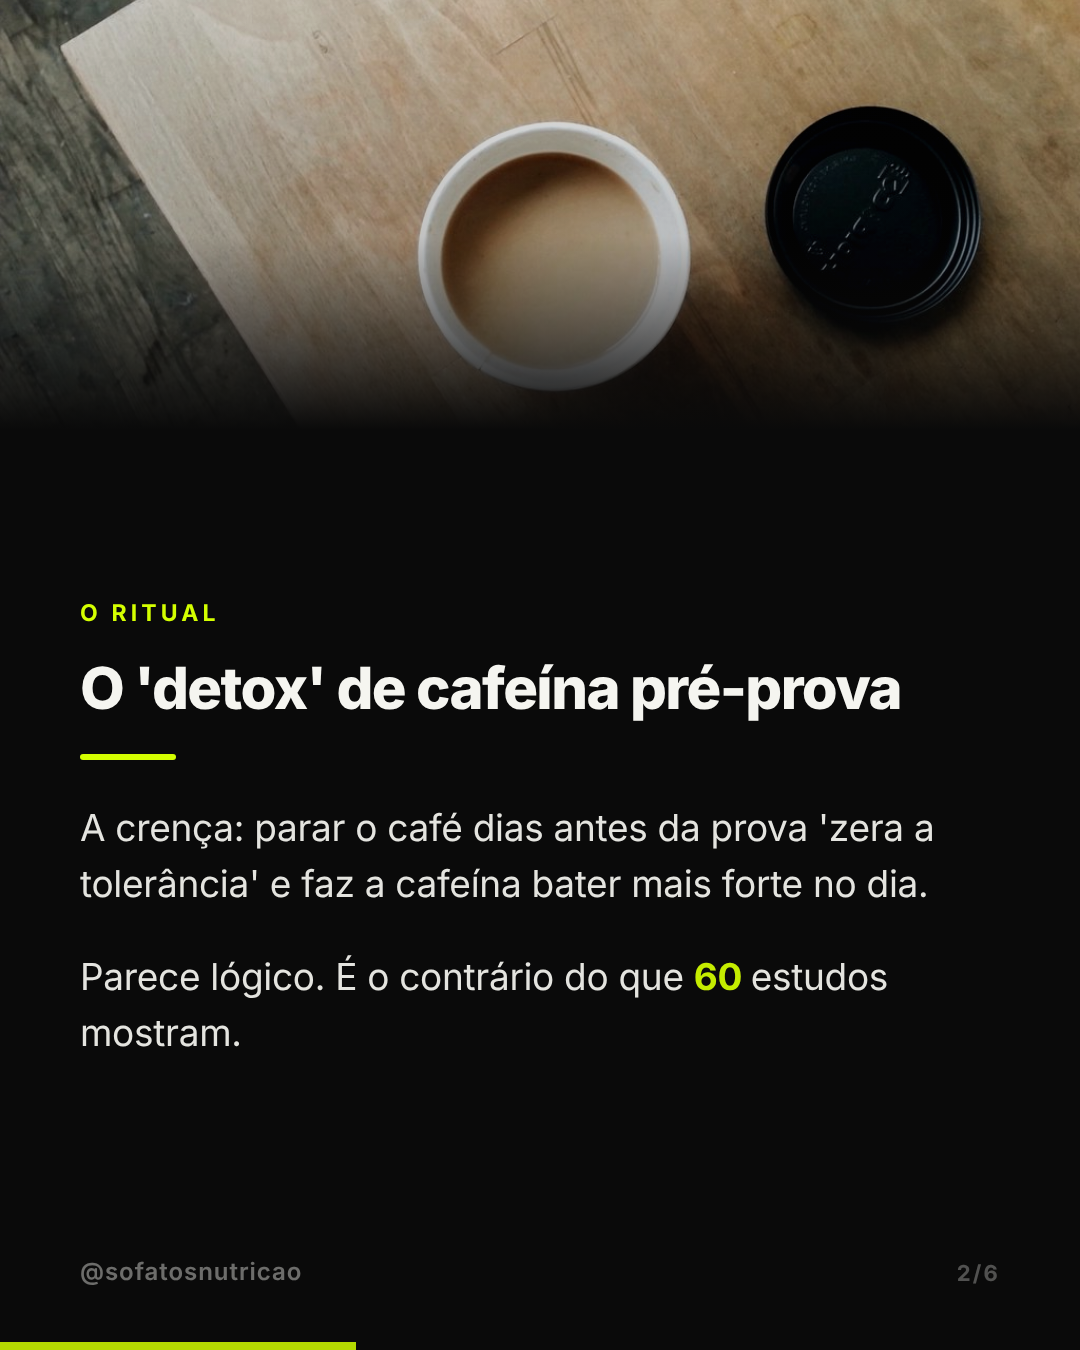 O RITUAL
O 'detox' de cafeína pré-prova
A crença: parar o café dias antes da prova 'zera a
tolerância' e faz a cafeína bater mais forte no dia.
Parece lógico. É o contrário do que 60 estudos
mostram.
@sofatosnutricao
2/6